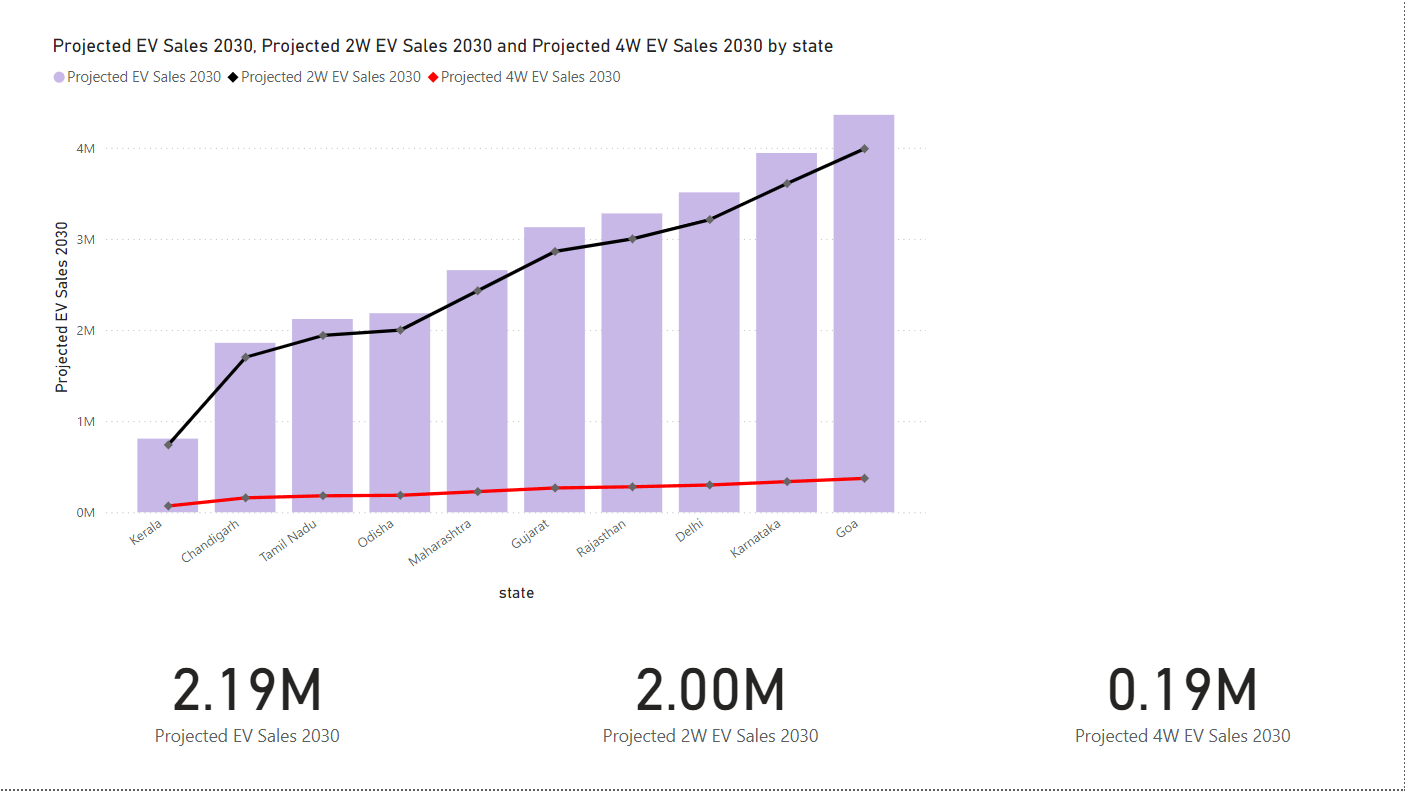 Projected EV Sales 2030, Projected 2W EV Sales 2030 and Projected 4W EV Sales 2030 by state
Projected EV Sales 2030 Projected 2W EV Sales 2030 Projected 4W EV Sales 2030
Projected EV Sales 2030
4M
3M
2M
1M
0M
Kerala
Chandigarh
Tamil Nadu
Odisha
Maharashtra
Gujarat
Rajasthan
Delhi
Karnataka
Goa
state
2.19M
Projected EV Sales 2030
2.00M
Projected 2W EV Sales 2030
0.19M
Projected 4W EV Sales 2030